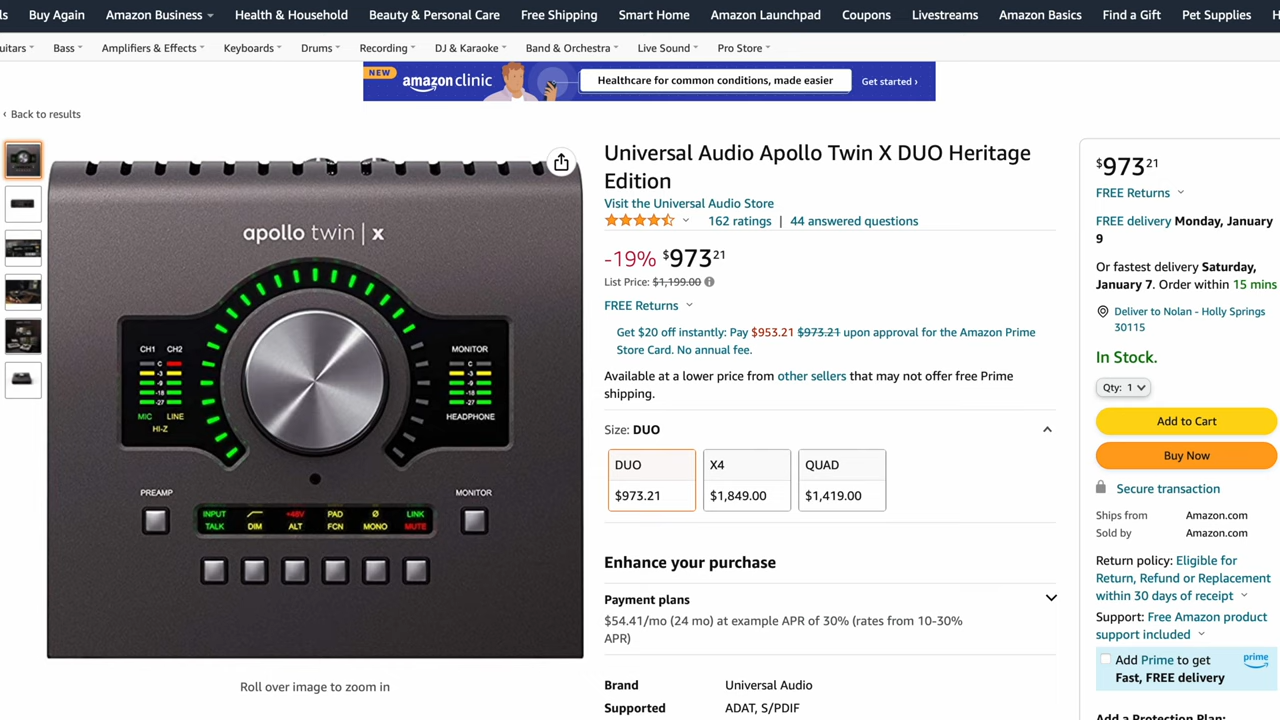 ls Buy Again Amazon Business Health & Household Beauty & Personal Care Free Shipping Smart Home Amazon Launchpad Coupons Livestreams Amazon Basics Find a Gift Pet Supplies H
uitars Bass Amplifiers & Effects Keyboards Drums Recording DJ & Karaoke Band & Orchestra Live Sound Pro Store
NEW amazon clinic Healthcare for common conditions, made easier Get started ›
‹ Back to results
apollo twin | x
CH1 CH2
C
-3
-9
-18
-27
MIC LINE
HI-Z
MONITOR
C
-3
-9
-18
-27
HEADPHONE
PREAMP
MONITOR
INPUT +48V PAD Ø LINK
TALK DIM ALT FCN MONO MUTE
Roll over image to zoom in
Universal Audio Apollo Twin X DUO Heritage
Edition
Visit the Universal Audio Store
162 ratings | 44 answered questions
-19% $973 21
List Price: $1,199.00
FREE Returns
Get $20 off instantly: Pay $953.21 $973.21 upon approval for the Amazon Prime
Store Card. No annual fee.
Available at a lower price from other sellers that may not offer free Prime
shipping.
Size: DUO
DUO X4 QUAD
$973.21 $1,849.00 $1,419.00
Enhance your purchase
Payment plans
$54.41/mo (24 mo) at example APR of 30% (rates from 10-30%
APR)
Brand Universal Audio
Supported ADAT, S/PDIF
$973 21
FREE Returns
FREE delivery Monday, January
9
Or fastest delivery Saturday,
January 7. Order within 15 mins
Deliver to Nolan - Holly Springs
30115
In Stock.
Qty: 1
Add to Cart
Buy Now
Secure transaction
Ships from Amazon.com
Sold by Amazon.com
Return policy: Eligible for
Return, Refund or Replacement
within 30 days of receipt
Support: Free Amazon product
support included
Add Prime to get prime
Fast, FREE delivery
Add a Protection Plan: